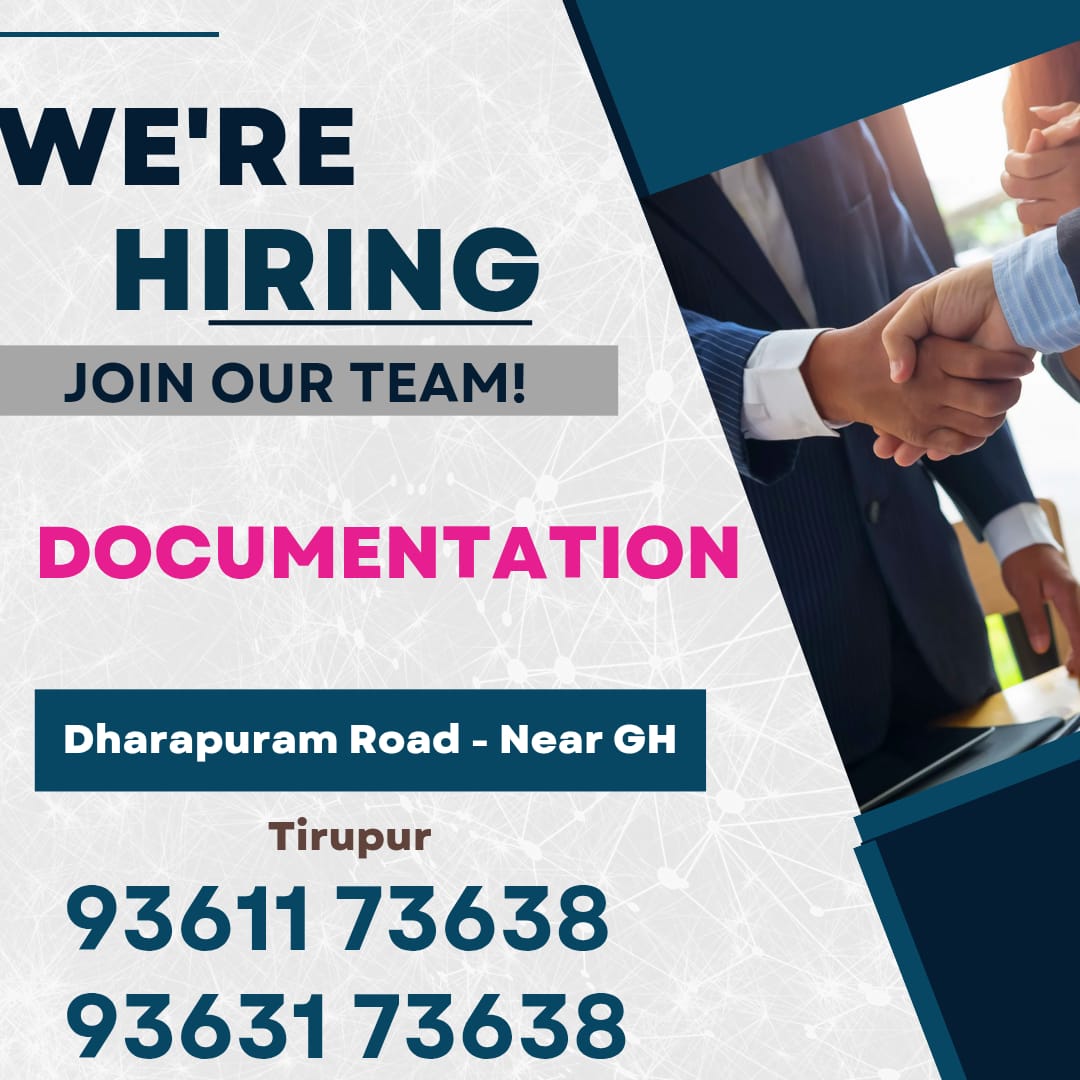 WE'RE
HIRING
JOIN OUR TEAM!
DOCUMENTATION
Dharapuram Road - Near GH
Tirupur
93611 73638
93631 73638